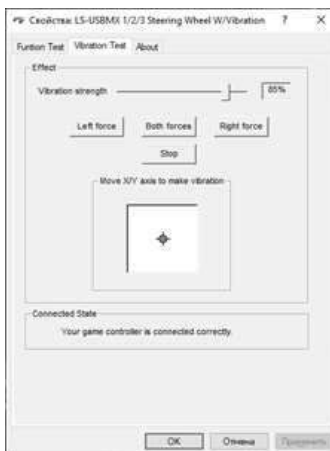 Свойства: LS-USBMX 1/2/3 Steering Wheel W/Vibration ? X
Funtion Test Vibration Test About
Effect
Vibration strength 85%
Left force Both forces Right force
Stop
Move X/Y axis to make vibration
Connected State
Your game controller is connected correctly.
OK Отмена Применить